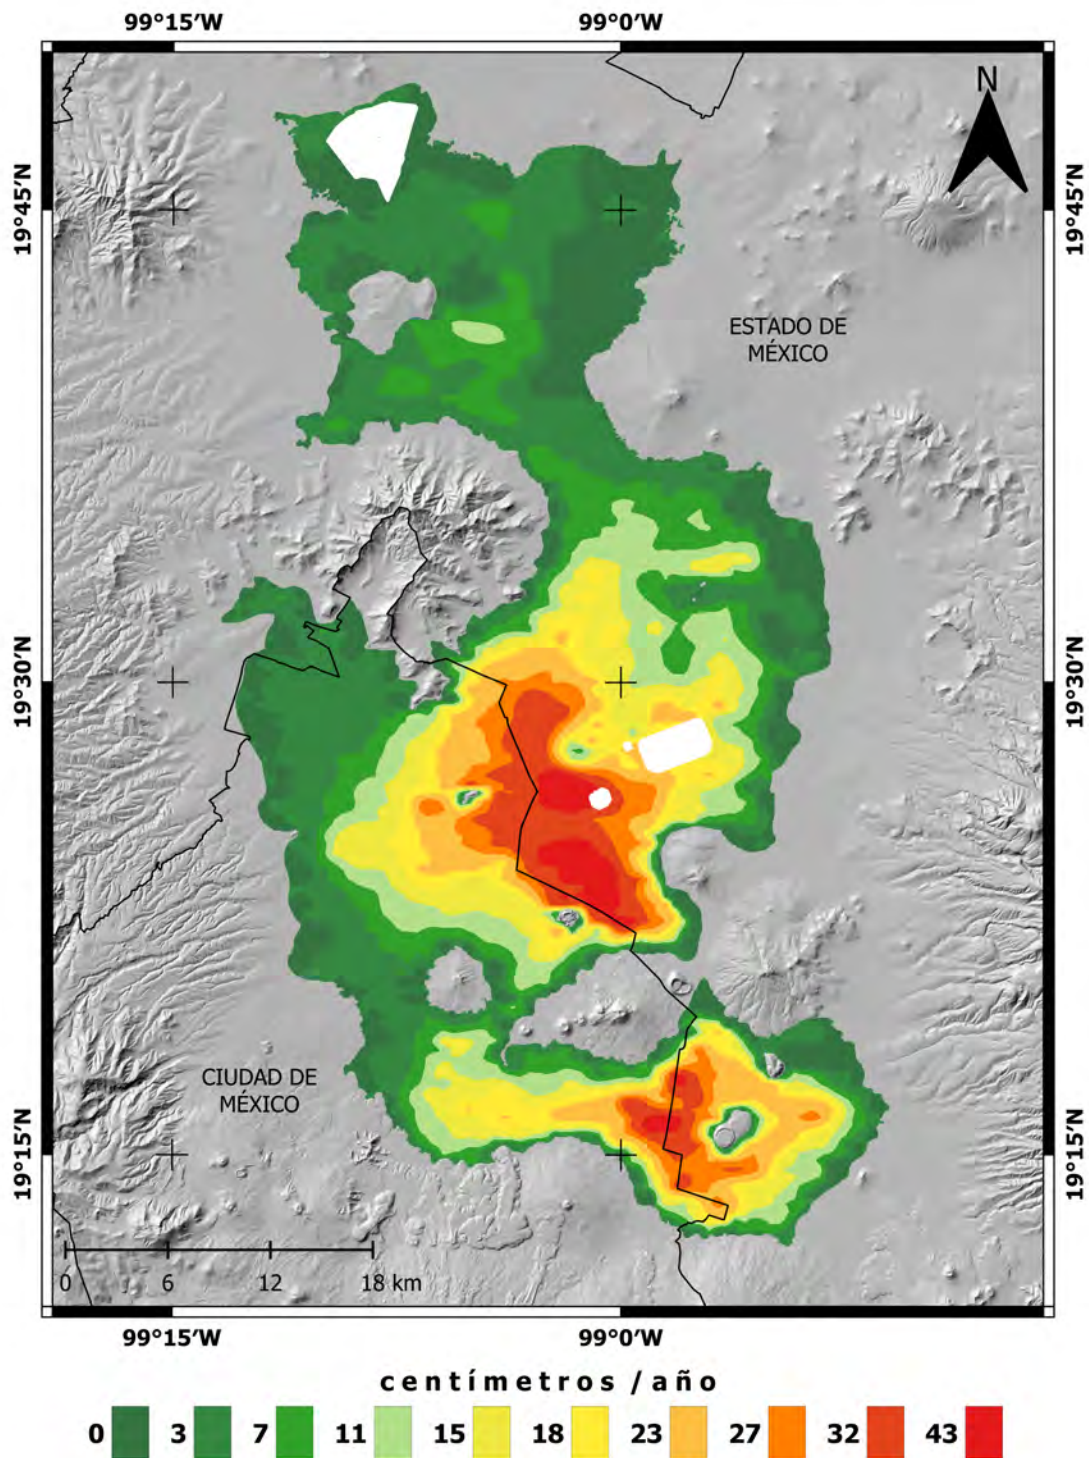 99°15’W 99°0’W
N
19°45’N 19°45’N
ESTADO DE
MÉXICO
19°30’N 19°30’N
CIUDAD DE
MÉXICO
19°15’N 19°15’N
0 6 12 18 km
99°15’W 99°0’W
centímetros / año
0 3 7 11 15 18 23 27 32 43